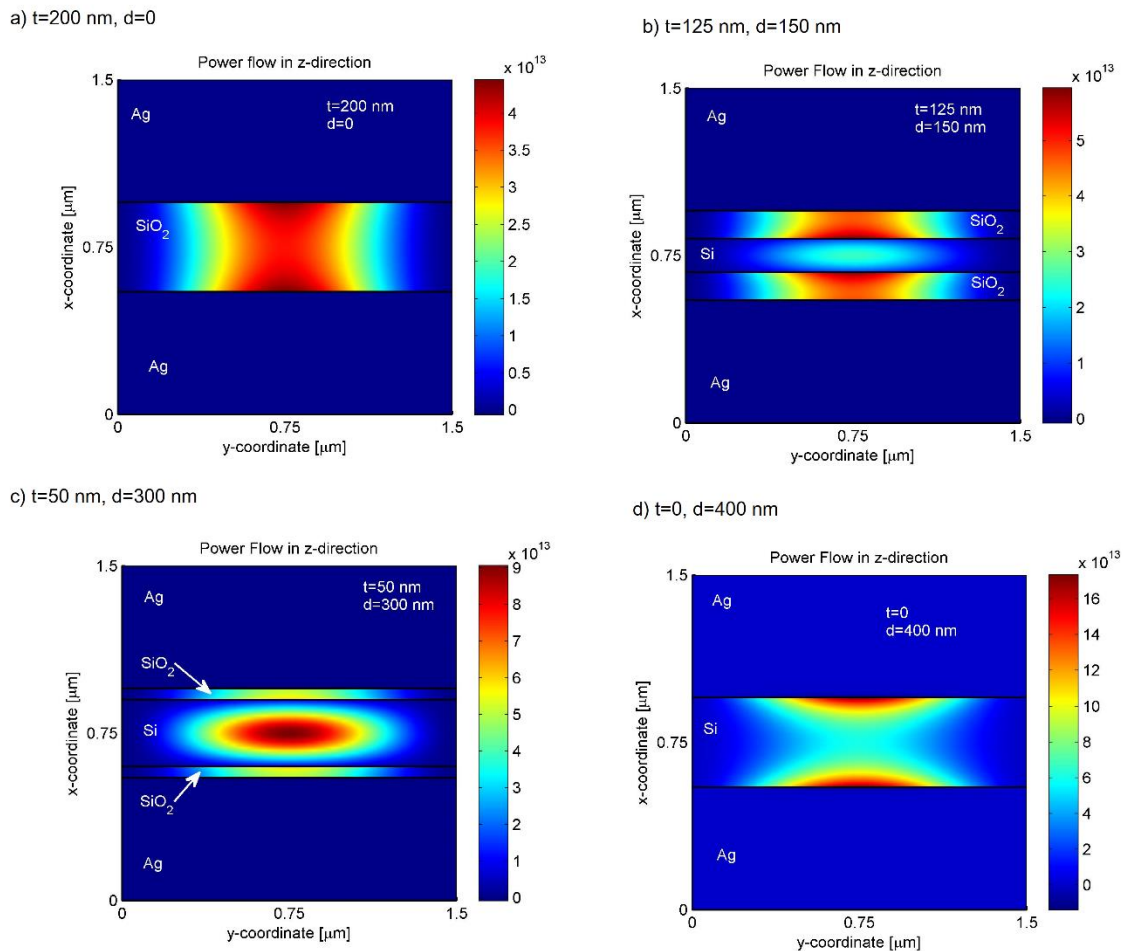 a) t=200 nm, d=0
Power flow in z-direction
x 10^13
1.5
Ag
t=200 nm
d=0
4
3.5
3
SiO₂
2.5
x-coordinate [μm]
0.75
2
1.5
1
Ag
0.5
0
0
0
0.75
1.5
y-coordinate [μm]
b) t=125 nm, d=150 nm
Power Flow in z-direction
x 10^13
1.5
Ag
t=125 nm
d=150 nm
5
4
SiO₂
3
x-coordinate [μm]
0.75
Si
SiO₂
2
1
Ag
0
0
0
0.75
1.5
y-coordinate [μm]
c) t=50 nm, d=300 nm
Power Flow in z-direction
x 10^13
1.5
Ag
t=50 nm
d=300 nm
9
8
7
SiO₂
6
5
x-coordinate [μm]
0.75
Si
4
3
SiO₂
2
Ag
1
0
0
0
0.75
1.5
y-coordinate [μm]
d) t=0, d=400 nm
Power Flow in z-direction
x 10^13
1.5
Ag
t=0
d=400 nm
16
14
12
10
Si
x-coordinate [μm]
0.75
8
6
4
Ag
2
0
0
0
0.75
1.5
y-coordinate [μm]